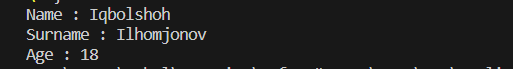 Name : Iqbolshoh
Surname : Ilhomjonov
Age : 18